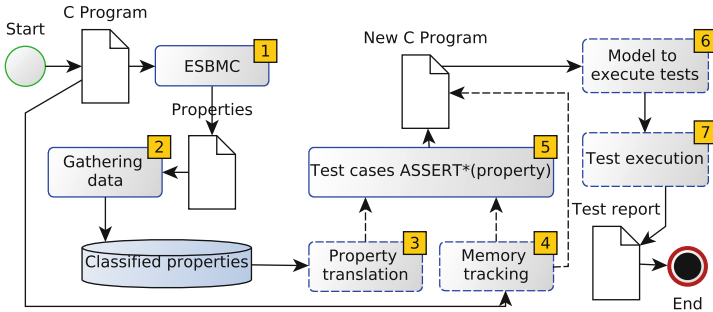 C Program
Start
1
ESBMC
Properties
2
Gathering
data
Classified properties
3
Property
translation
4
Memory
tracking
5
Test cases ASSERT*(property)
New C Program
6
Model to
execute tests
7
Test execution
Test report
End